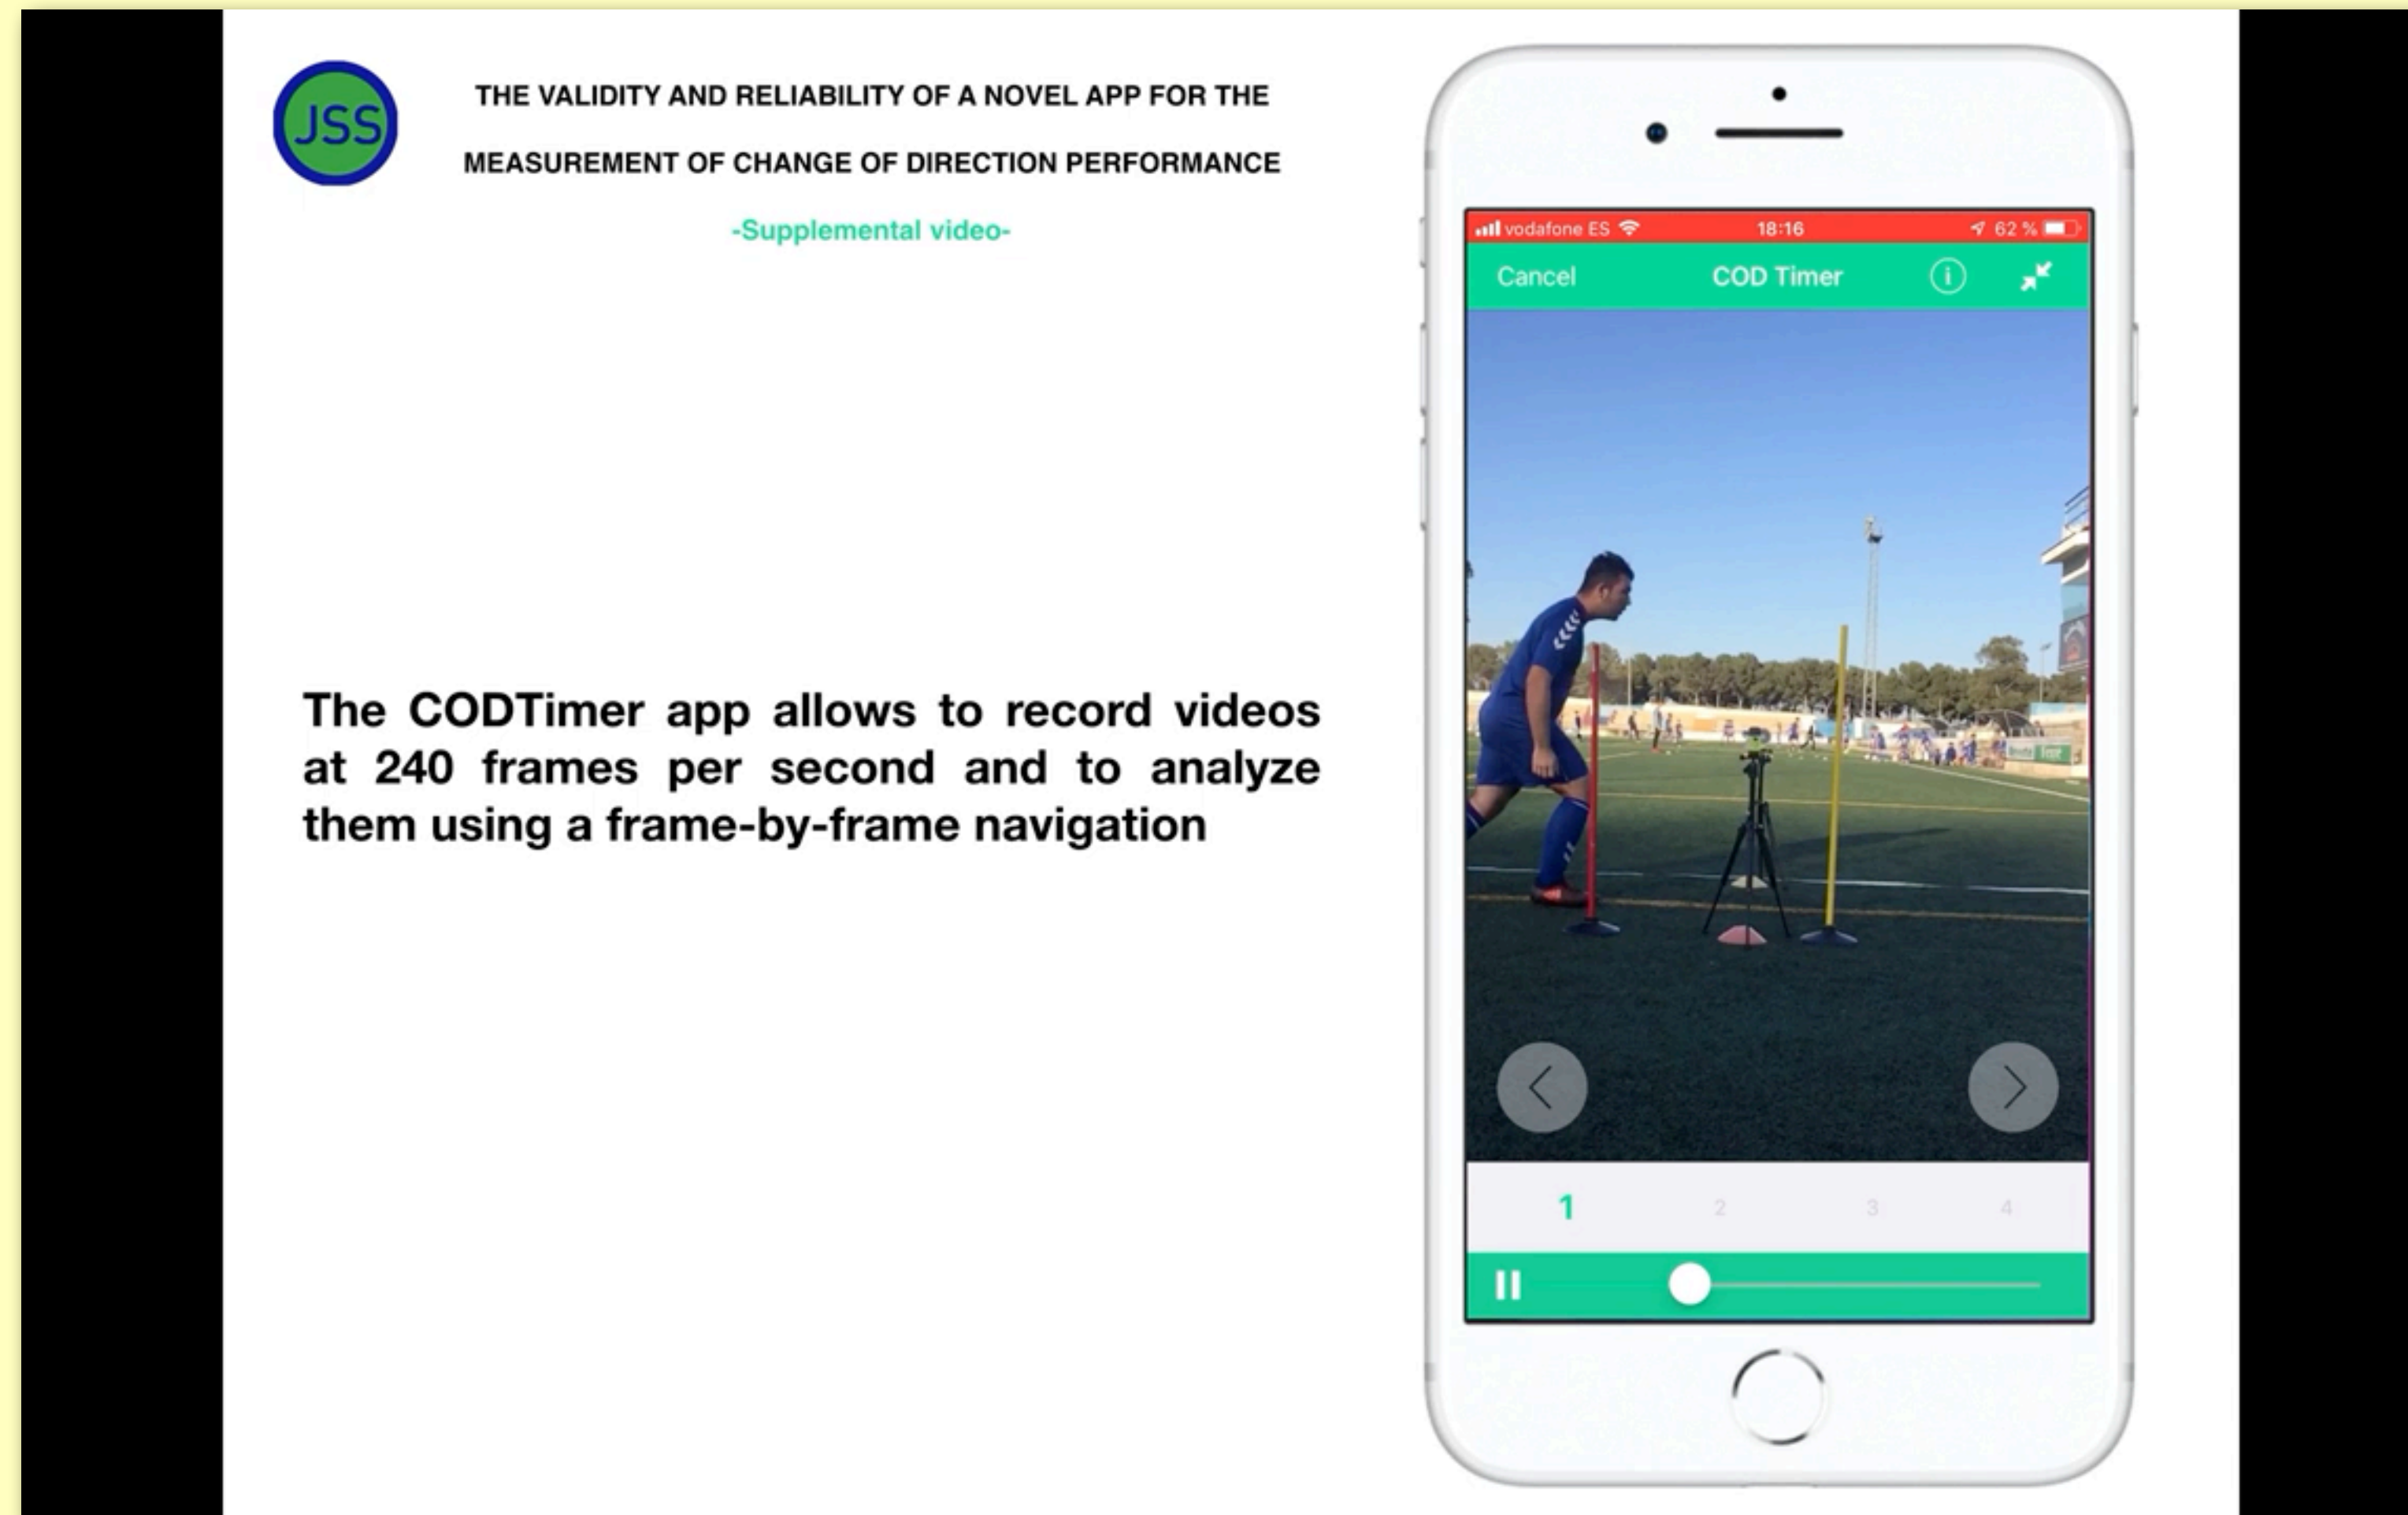 JSS
THE VALIDITY AND RELIABILITY OF A NOVEL APP FOR THE
MEASUREMENT OF CHANGE OF DIRECTION PERFORMANCE
-Supplemental video-
The CODTimer app allows to record videos
at 240 frames per second and to analyze
them using a frame-by-frame navigation
vodafone ES 18:16 62 %
Cancel COD Timer i
1 2 3 4